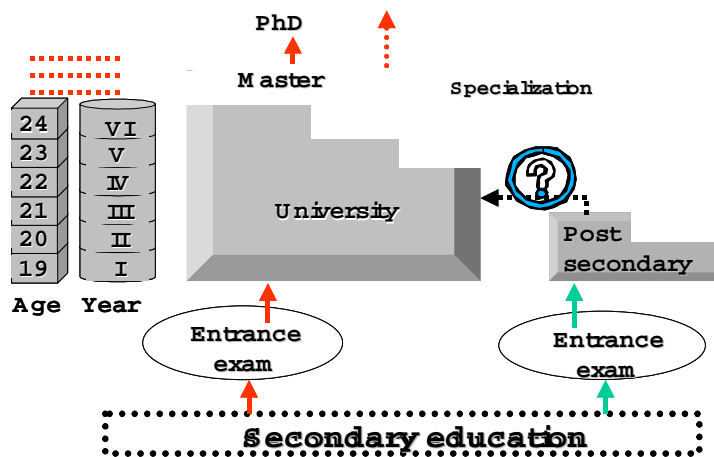 PhD
Master
Specialization
24
VI
23
V
22
IV
21
III
20
II
19
I
Age
Year
University
?
Post
secondary
Entrance
exam
Entrance
exam
Secondary education